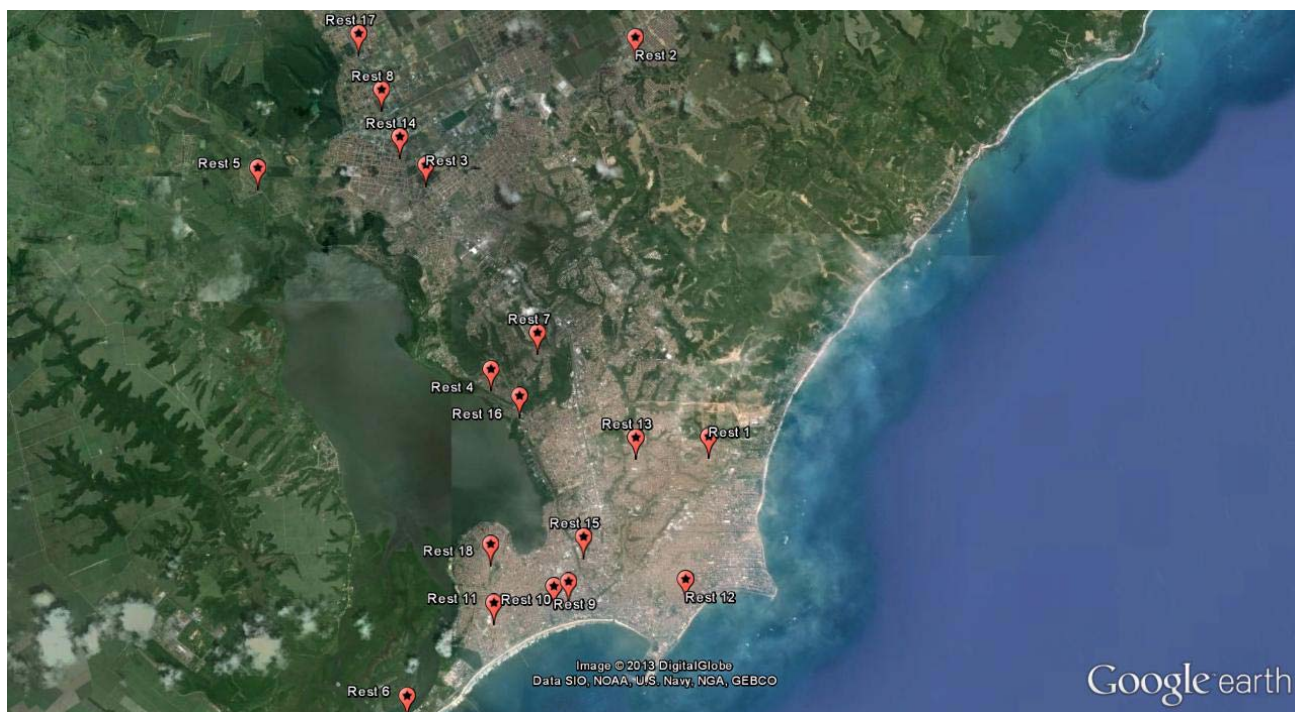 Rest 17
Rest 2
Rest 8
Rest 14
Rest 5
Rest 3
Rest 7
Rest 4
Rest 16
Rest 13
Rest 1
Rest 15
Rest 18
Rest 11
Rest 10
Rest 9
Rest 12
Image © 2013 DigitalGlobe
Data SIO, NOAA, U.S. Navy, NGA, GEBCO
Rest 6
Google earth